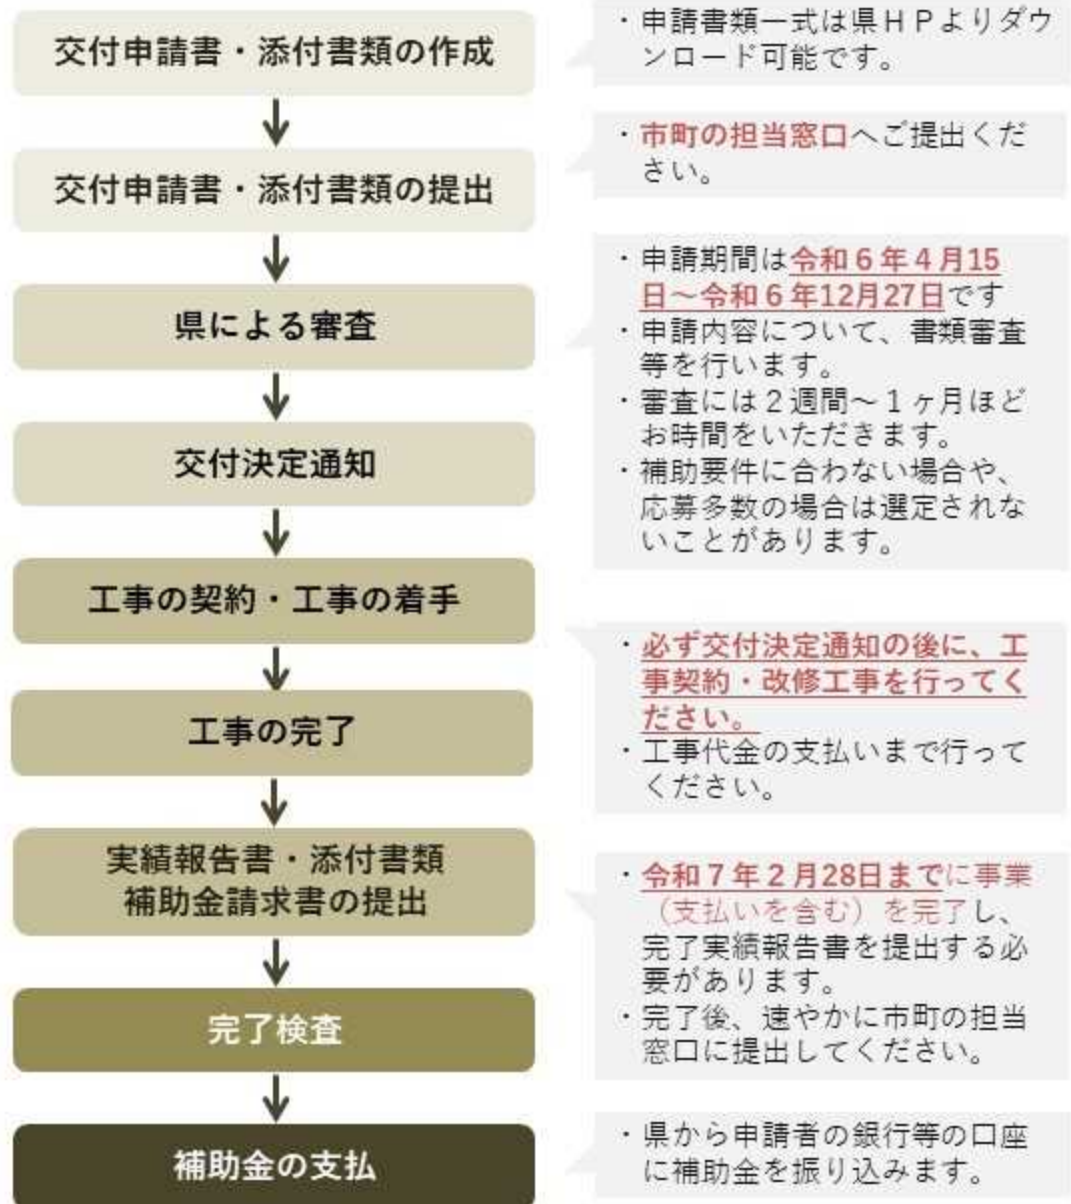 交付申請書・添付書類の作成
・申請書類一式は県ＨＰよりダウ
ンロード可能です。
交付申請書・添付書類の提出
・市町の担当窓口へご提出くだ
さい。
県による審査
・申請期間は令和６年４月15
日～令和６年12月27日です
・申請内容について、書類審査
等を行います。
・審査には２週間～１ヶ月ほど
お時間をいただきます。
・補助要件に合わない場合や、
応募多数の場合は選定されな
いことがあります。
交付決定通知
工事の契約・工事の着手
・必ず交付決定通知の後に、工
事契約・改修工事を行ってく
ださい。
・工事代金の支払いまで行って
ください。
工事の完了
実績報告書・添付書類
補助金請求書の提出
・令和７年２月28日までに事業
（支払いを含む）を完了し、
完了実績報告書を提出する必
要があります。
・完了後、速やかに市町の担当
窓口に提出してください。
完了検査
補助金の支払
・県から申請者の銀行等の口座
に補助金を振り込みます。